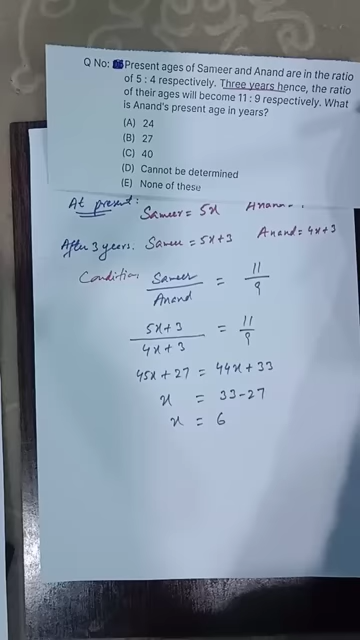 Q No: Present ages of Sameer and Anand are in the ratio
of 5 : 4 respectively. Three years hence, the ratio
of their ages will become 11 : 9 respectively. What
is Anand's present age in years?
(A) 24
(B) 27
(C) 40
(D) Cannot be determined
(E) None of these
At present: Sameer = 5x
After 3 years: Sameer = 5x+3 Anand = 4x+3
Condition, Sameer/Anand = 11/9
5x+3/4x+3 = 11/9
45x+27 = 44x+33
x = 33-27
x = 6